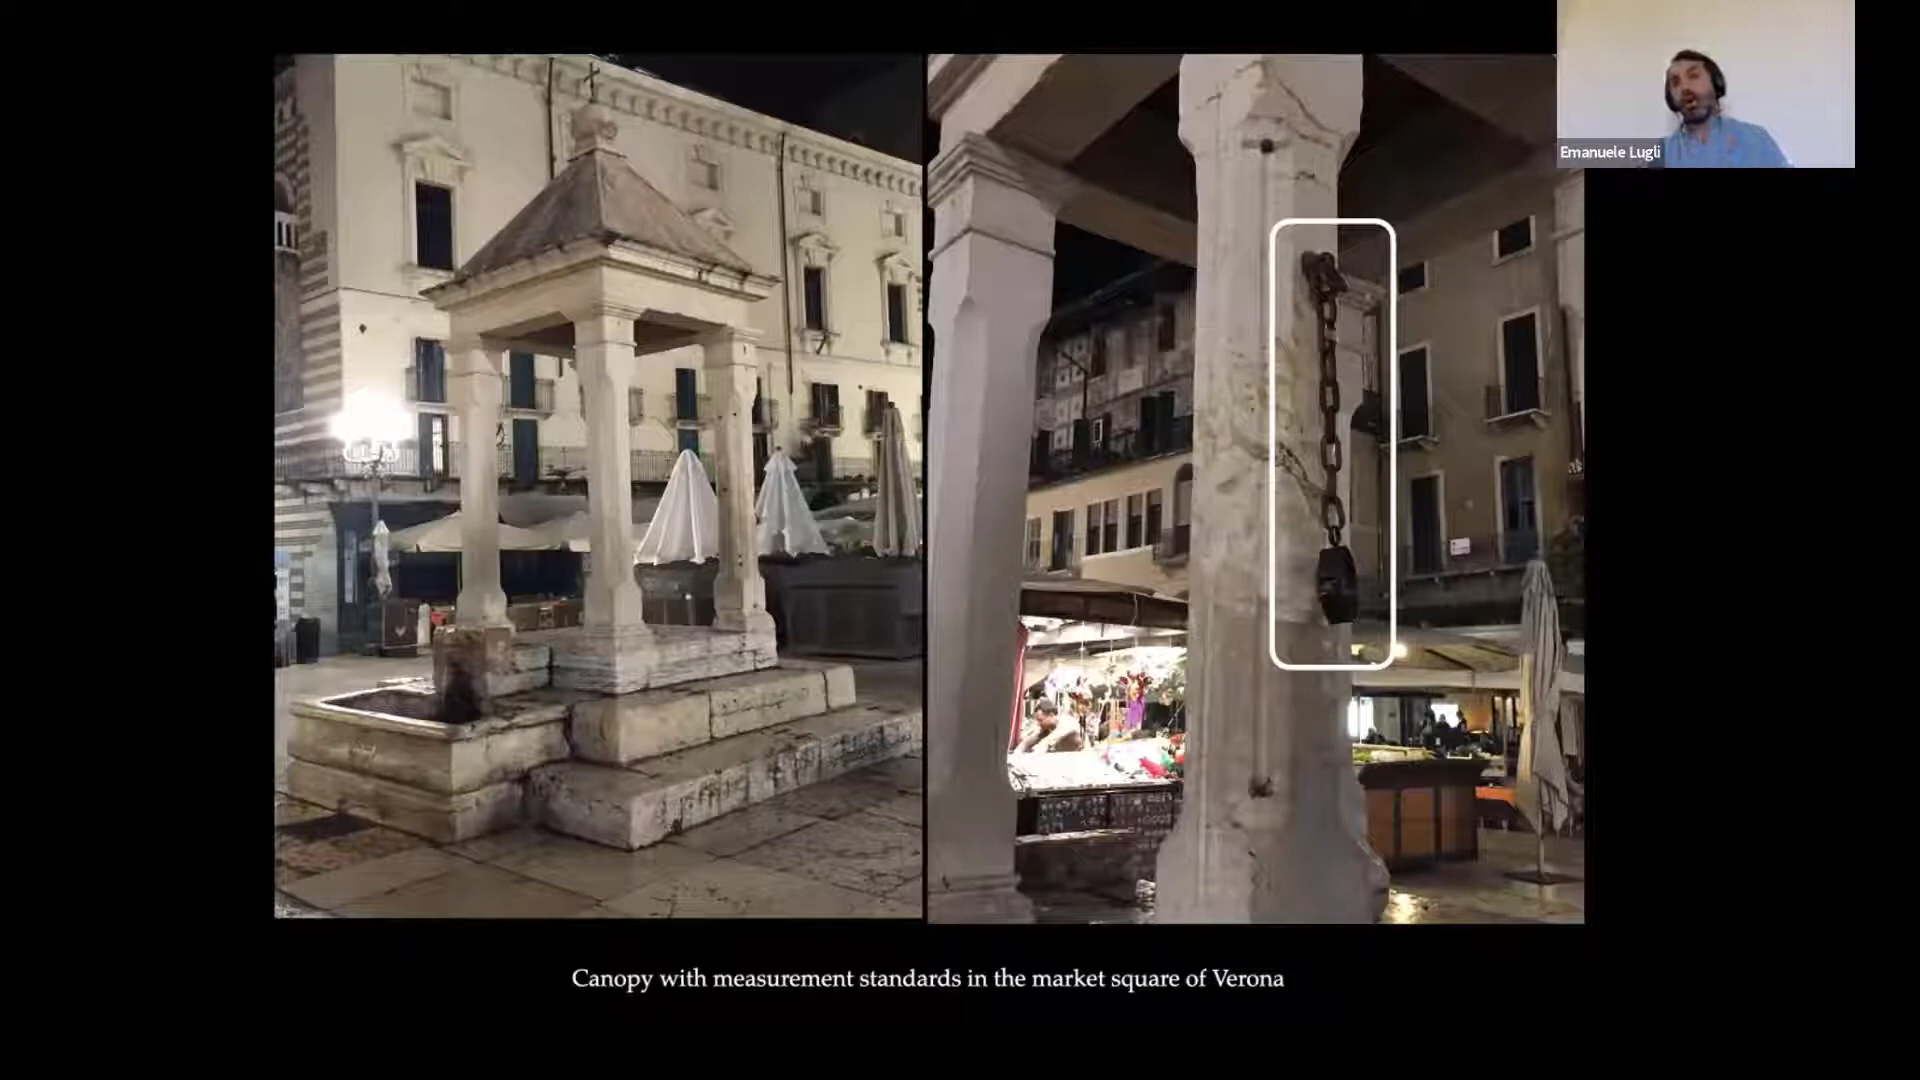 Emanuele Lugli
Canopy with measurement standards in the market square of Verona